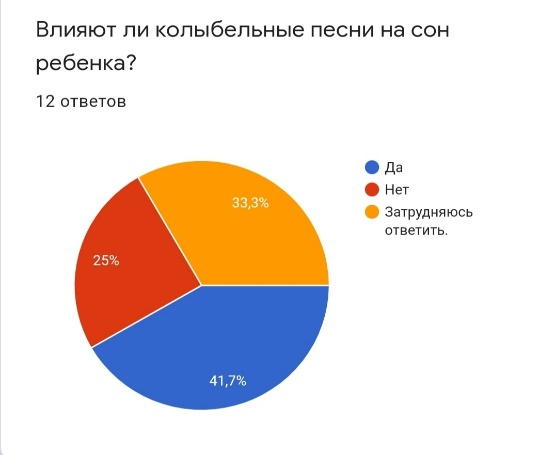 Влияют ли колыбельные песни на сон
ребенка?
12 ответов
Да
Нет
Затрудняюсь
ответить.
33,3%
25%
41,7%